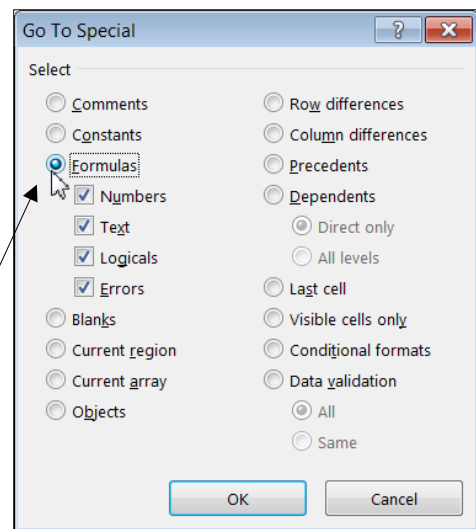 Go To Special
Select
Comments
Constants
Formulas
Numbers
Text
Logicals
Errors
Blanks
Current region
Current array
Objects
Row differences
Column differences
Precedents
Dependents
Direct only
All levels
Last cell
Visible cells only
Conditional formats
Data validation
All
Same
OK
Cancel